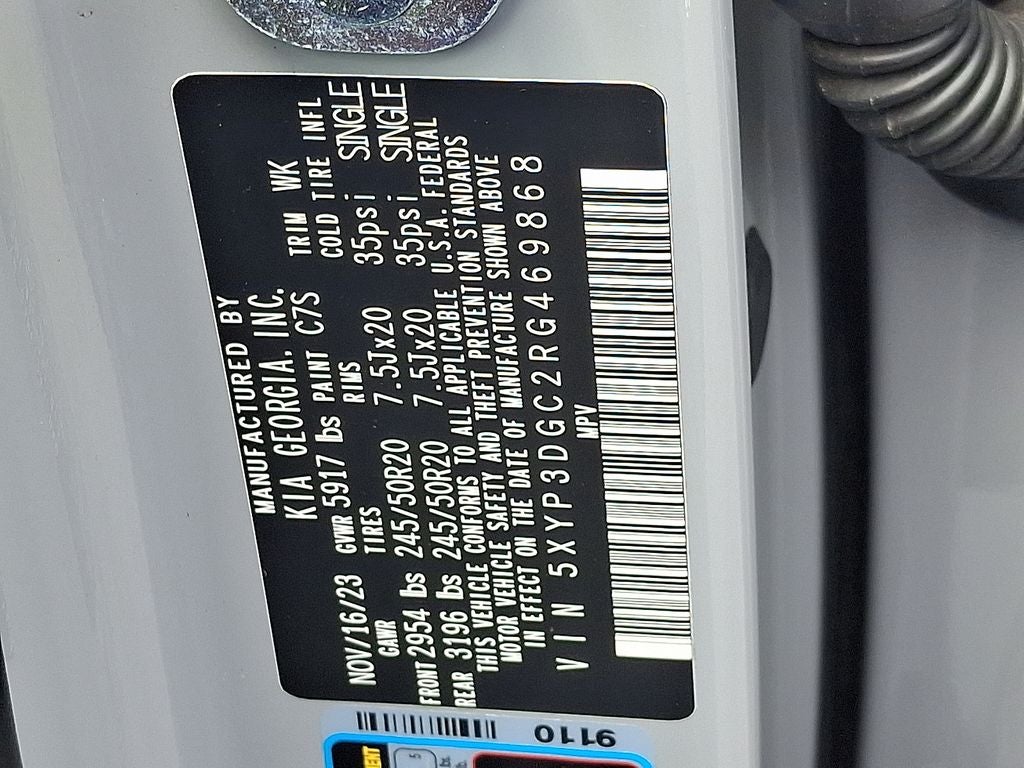 MANUFACTURED BY
KIA GEORGIA. INC.
NOV/16/23 GVWR 5917 lbs PAINT C7S TRIM WK
GAWR TIRES RIMS COLD TIRE INFL
FRONT 2954 lbs 245/50R20 7.5Jx20 35psi SINGLE
REAR 3196 lbs 245/50R20 7.5Jx20 35psi SINGLE
THIS VEHICLE CONFORMS TO ALL APPLICABLE U.S.A. FEDERAL
MOTOR VEHICLE SAFETY AND THEFT PREVENTION STANDARDS
IN EFFECT ON THE DATE OF MANUFACTURE SHOWN ABOVE
VIN 5XYP3DGC2RG469868
MPV
9110
5